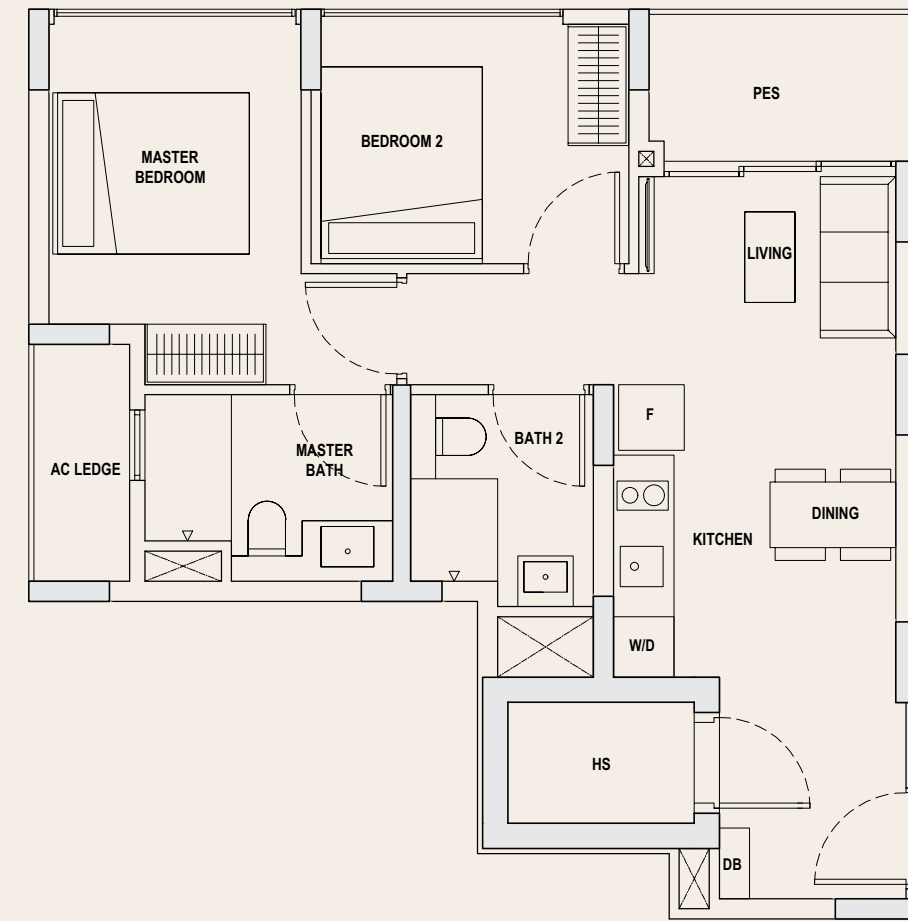 PES
BEDROOM 2
MASTER
BEDROOM
LIVING
F
BATH 2
MASTER
BATH
AC LEDGE
DINING
KITCHEN
W/D
HS
DB